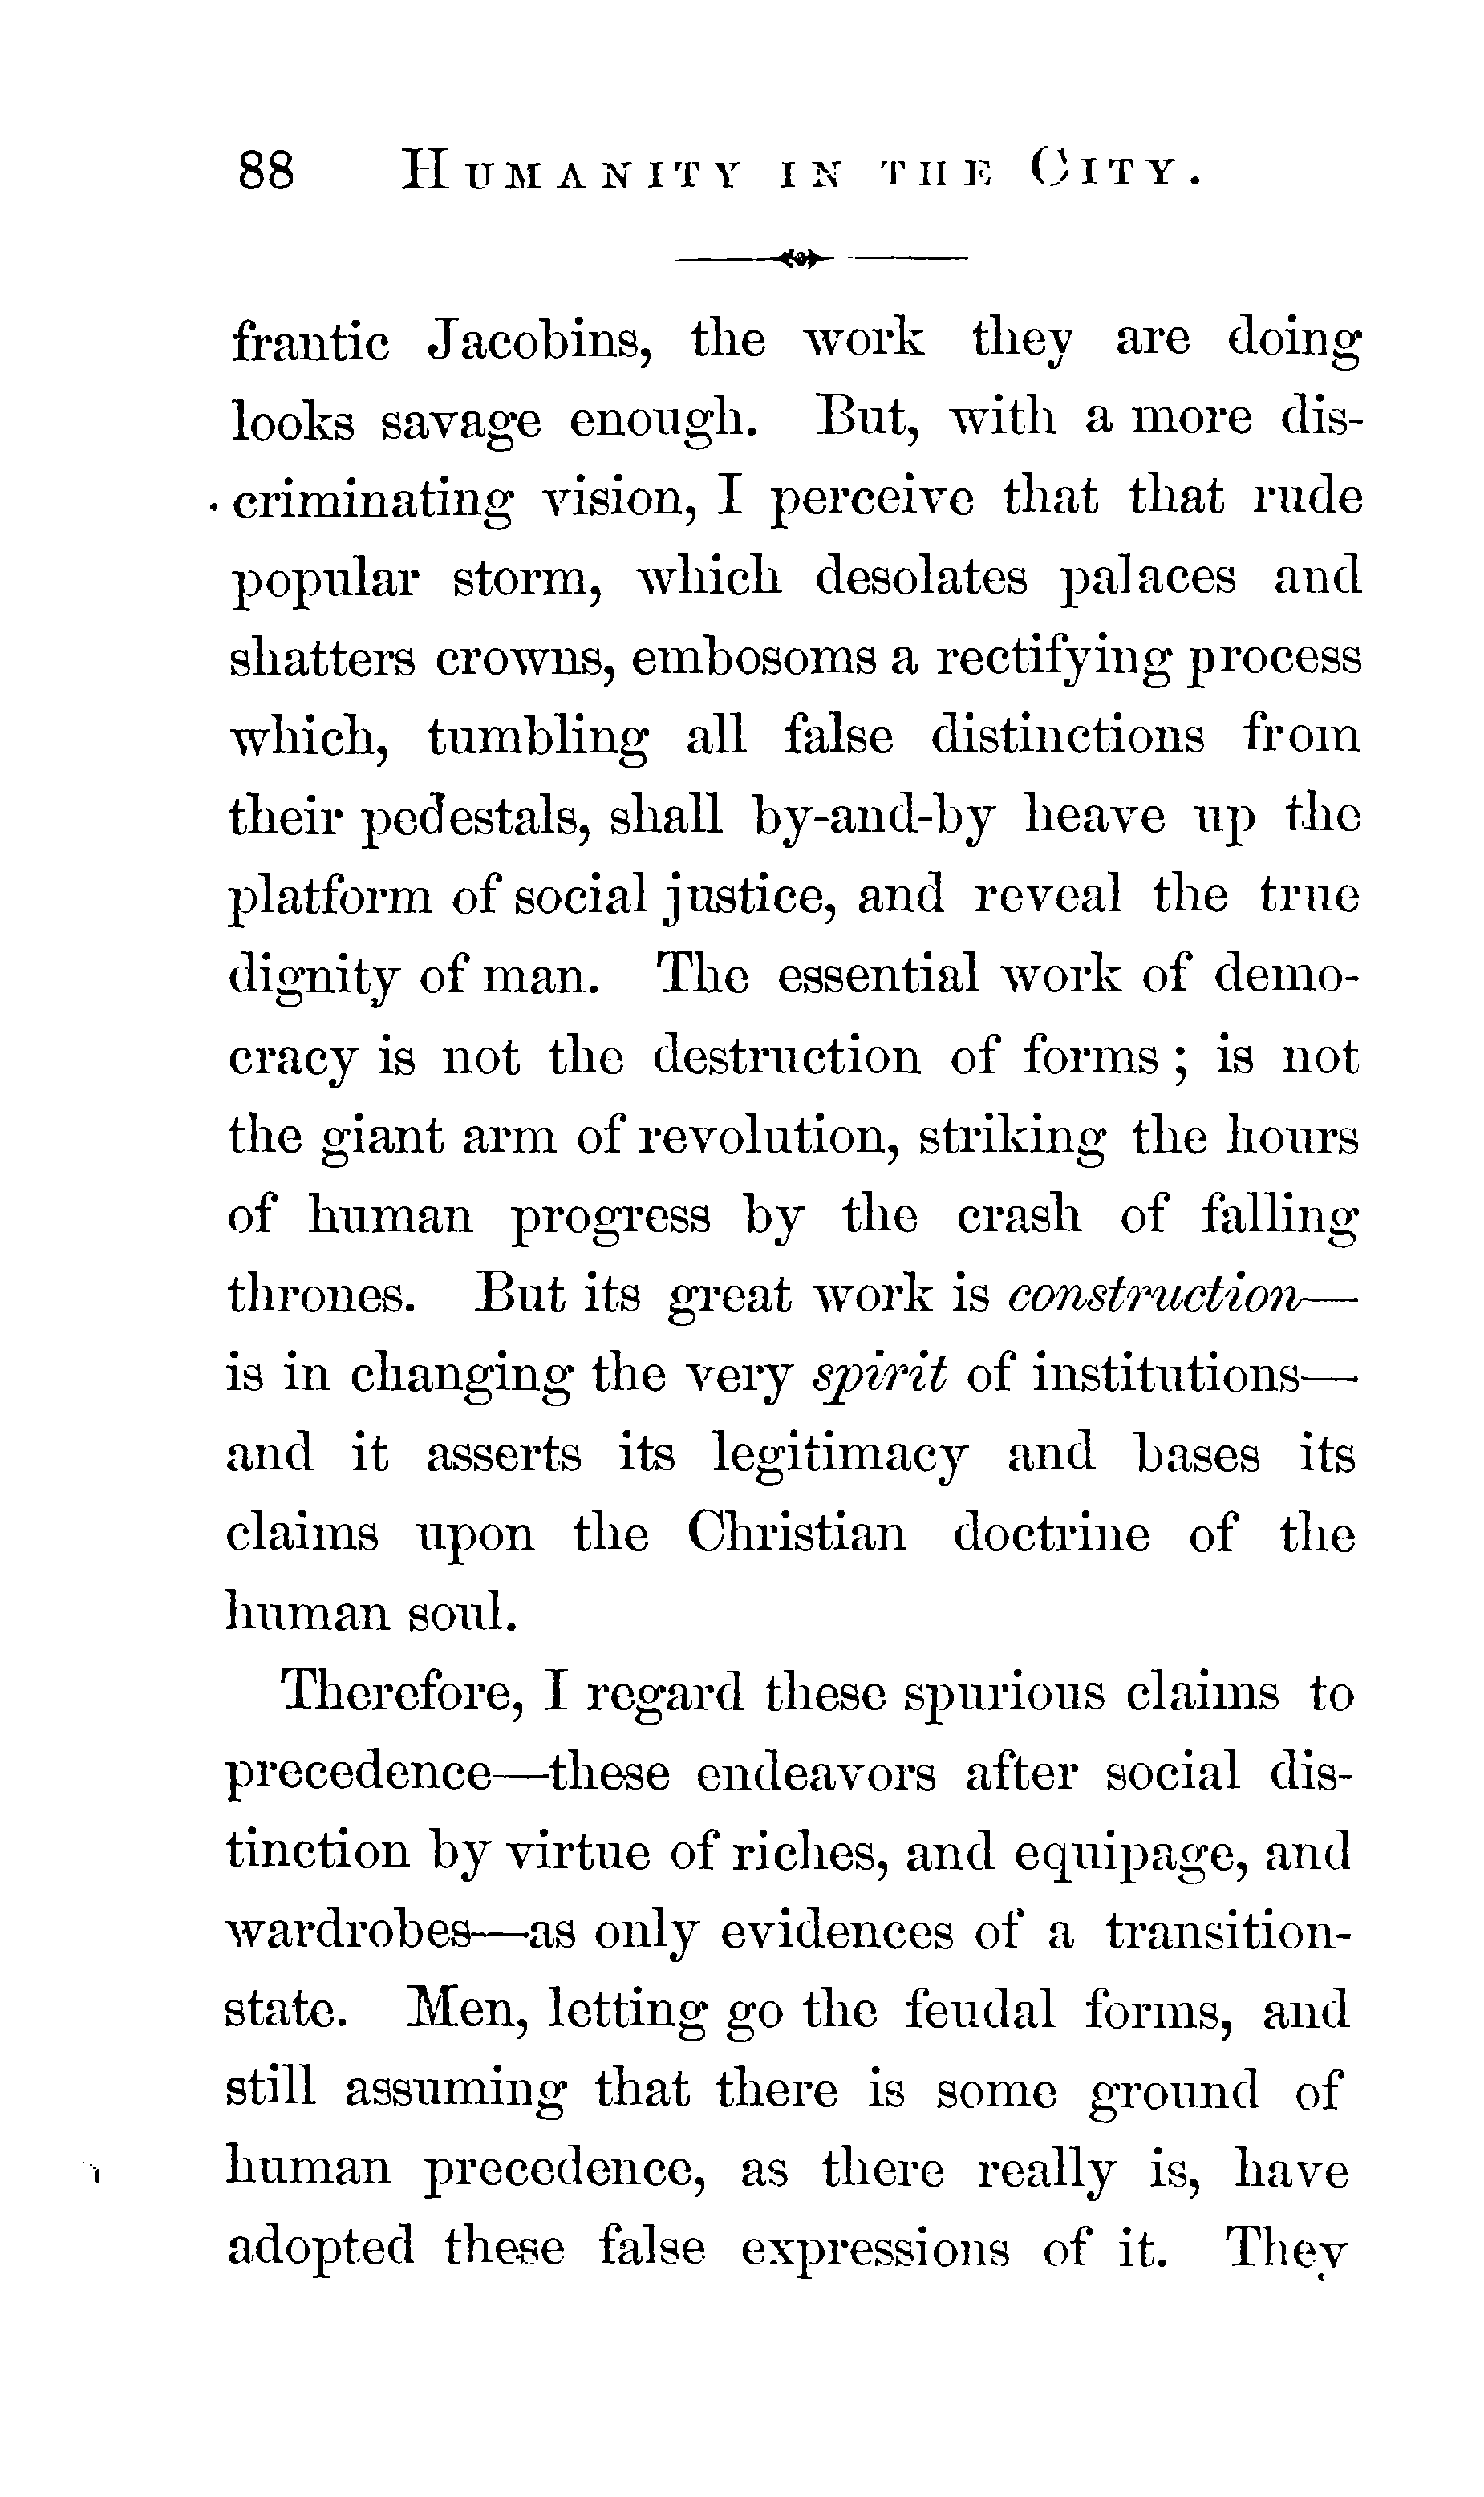 88 HUMANITY IN THE CITY.
frantic Jacobins, the work they are doing
looks savage enough. But, with a more dis-
criminating vision, I perceive that that rude
popular storm, which desolates palaces and
shatters crowns, embosoms a rectifying process
which, tumbling all false distinctions from
their pedestals, shall by-and-by heave up the
platform of social justice, and reveal the true
dignity of man. The essential work of demo-
cracy is not the destruction of forms ; is not
the giant arm of revolution, striking the hours
of human progress by the crash of falling
thrones. But its great work is construction—
is in changing the very spirit of institutions—
and it asserts its legitimacy and bases its
claims upon the Christian doctrine of the
human soul.
Therefore, I regard these spurious claims to
precedence—these endeavors after social dis-
tinction by virtue of riches, and equipage, and
wardrobes—as only evidences of a transition-
state. Men, letting go the feudal forms, and
still assuming that there is some ground of
human precedence, as there really is, have
adopted these false expressions of it. They